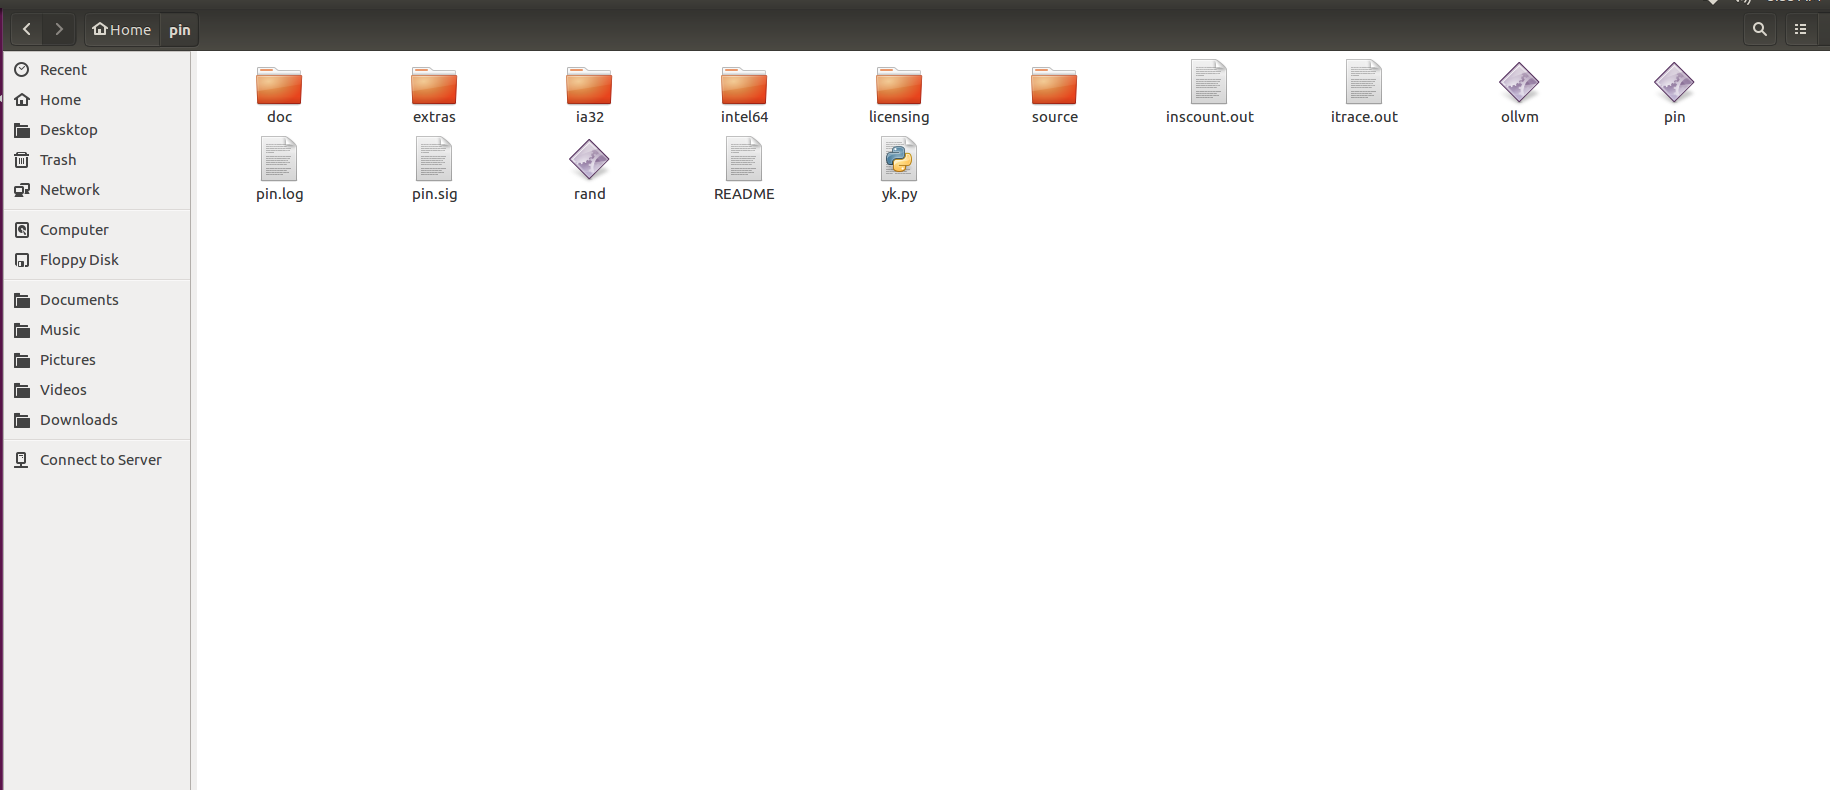 Home pin
Recent
Home
Desktop
Trash
Network
Computer
Floppy Disk
Documents
Music
Pictures
Videos
Downloads
Connect to Server
doc extras ia32 intel64 licensing source inscount.out itrace.out ollvm pin
pin.log pin.sig rand README yk.py